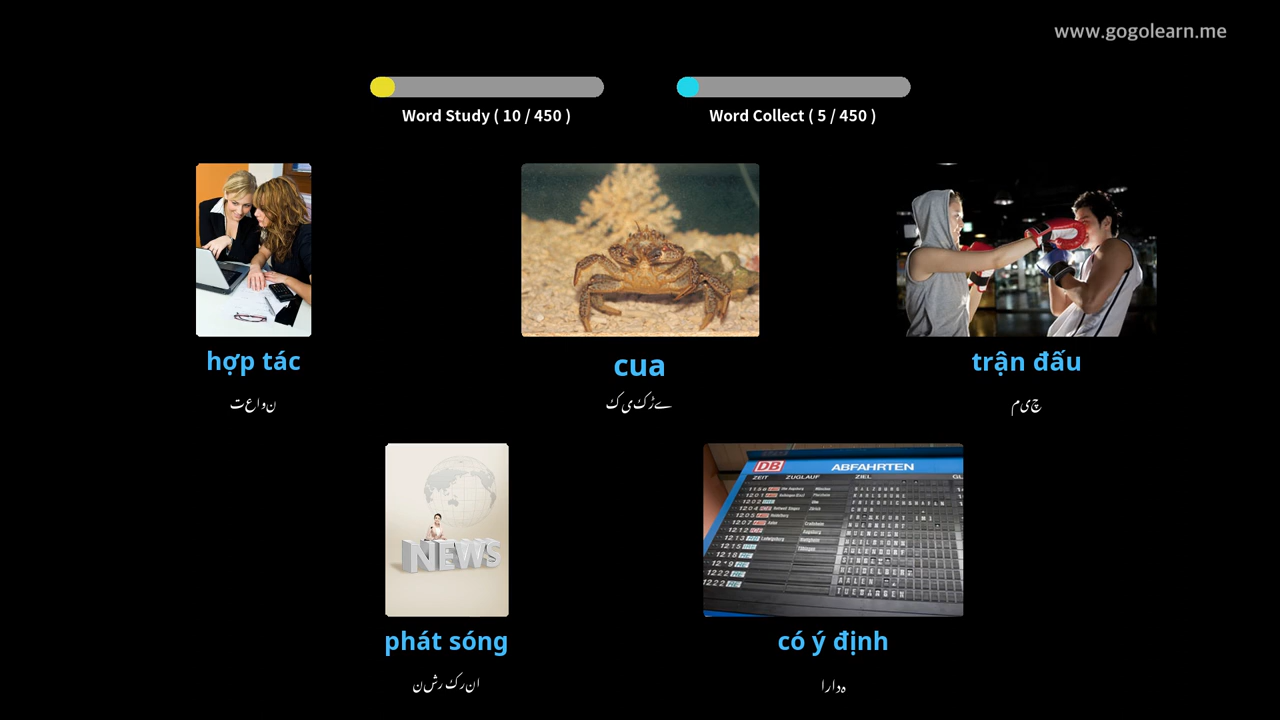 www.gogolearn.me
Word Study ( 10 / 450 )
Word Collect ( 5 / 450 )
hợp tác
تعاون
cua
کیکڑے
trận đấu
میچ
NEWS
phát sóng
نشر کرنا
DB ABFAHRTEN
ZEIT ZUGLAUF ZIEL
có ý định
ارادہ